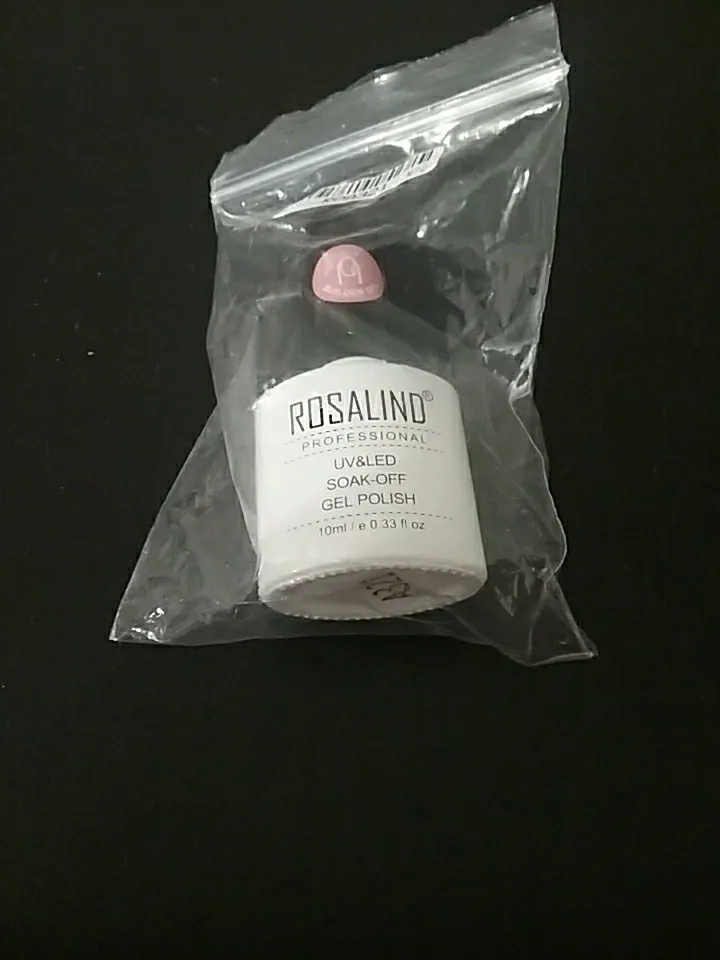 ROSALIND®
PROFESSIONAL
UV&LED
SOAK-OFF
GEL POLISH
10ml / e 0.33 fl oz